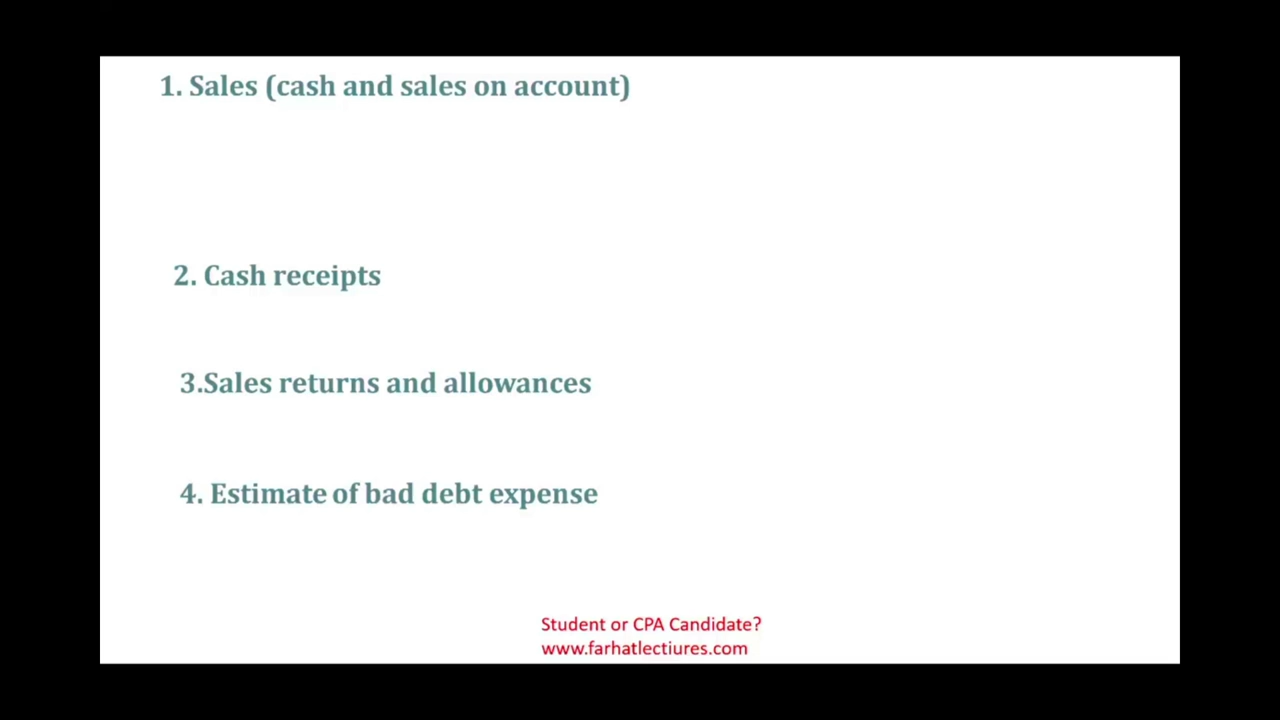 1. Sales (cash and sales on account)
2. Cash receipts
3.Sales returns and allowances
4. Estimate of bad debt expense
Student or CPA Candidate?
www.farhatlectiures.com